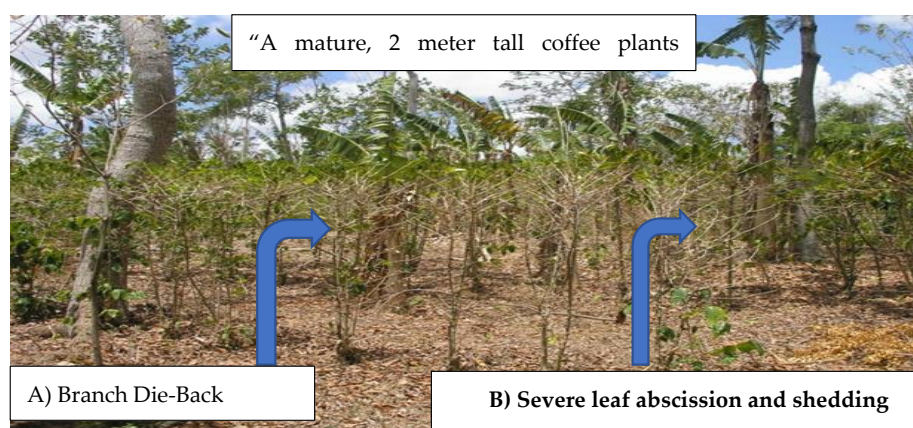 “A mature, 2 meter tall coffee plants
A) Branch Die-Back
B) Severe leaf abscission and shedding